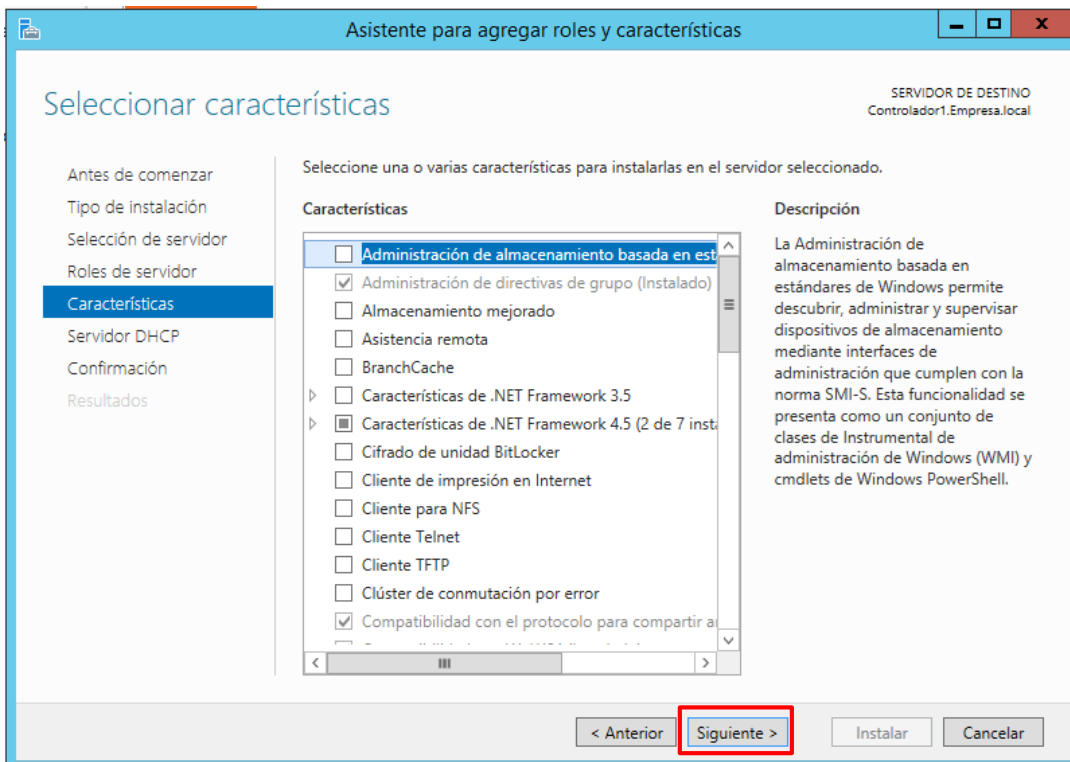 Asistente para agregar roles y características
Seleccionar características
SERVIDOR DE DESTINO
Controlador1.Empresa.local
Antes de comenzar
Tipo de instalación
Selección de servidor
Roles de servidor
Características
Servidor DHCP
Confirmación
Resultados
Seleccione una o varias características para instalarlas en el servidor seleccionado.
Características
Administración de almacenamiento basada en est
Administración de directivas de grupo (Instalado)
Almacenamiento mejorado
Asistencia remota
BranchCache
Características de .NET Framework 3.5
Características de .NET Framework 4.5 (2 de 7 insta
Cifrado de unidad BitLocker
Cliente de impresión en Internet
Cliente para NFS
Cliente Telnet
Cliente TFTP
Clúster de conmutación por error
Compatibilidad con el protocolo para compartir a
Descripción
La Administración de
almacenamiento basada en
estándares de Windows permite
descubrir, administrar y supervisar
dispositivos de almacenamiento
mediante interfaces de
administración que cumplen con la
norma SMI-S. Esta funcionalidad se
presenta como un conjunto de
clases de Instrumental de
administración de Windows (WMI) y
cmdlets de Windows PowerShell.
< Anterior
Siguiente >
Instalar
Cancelar